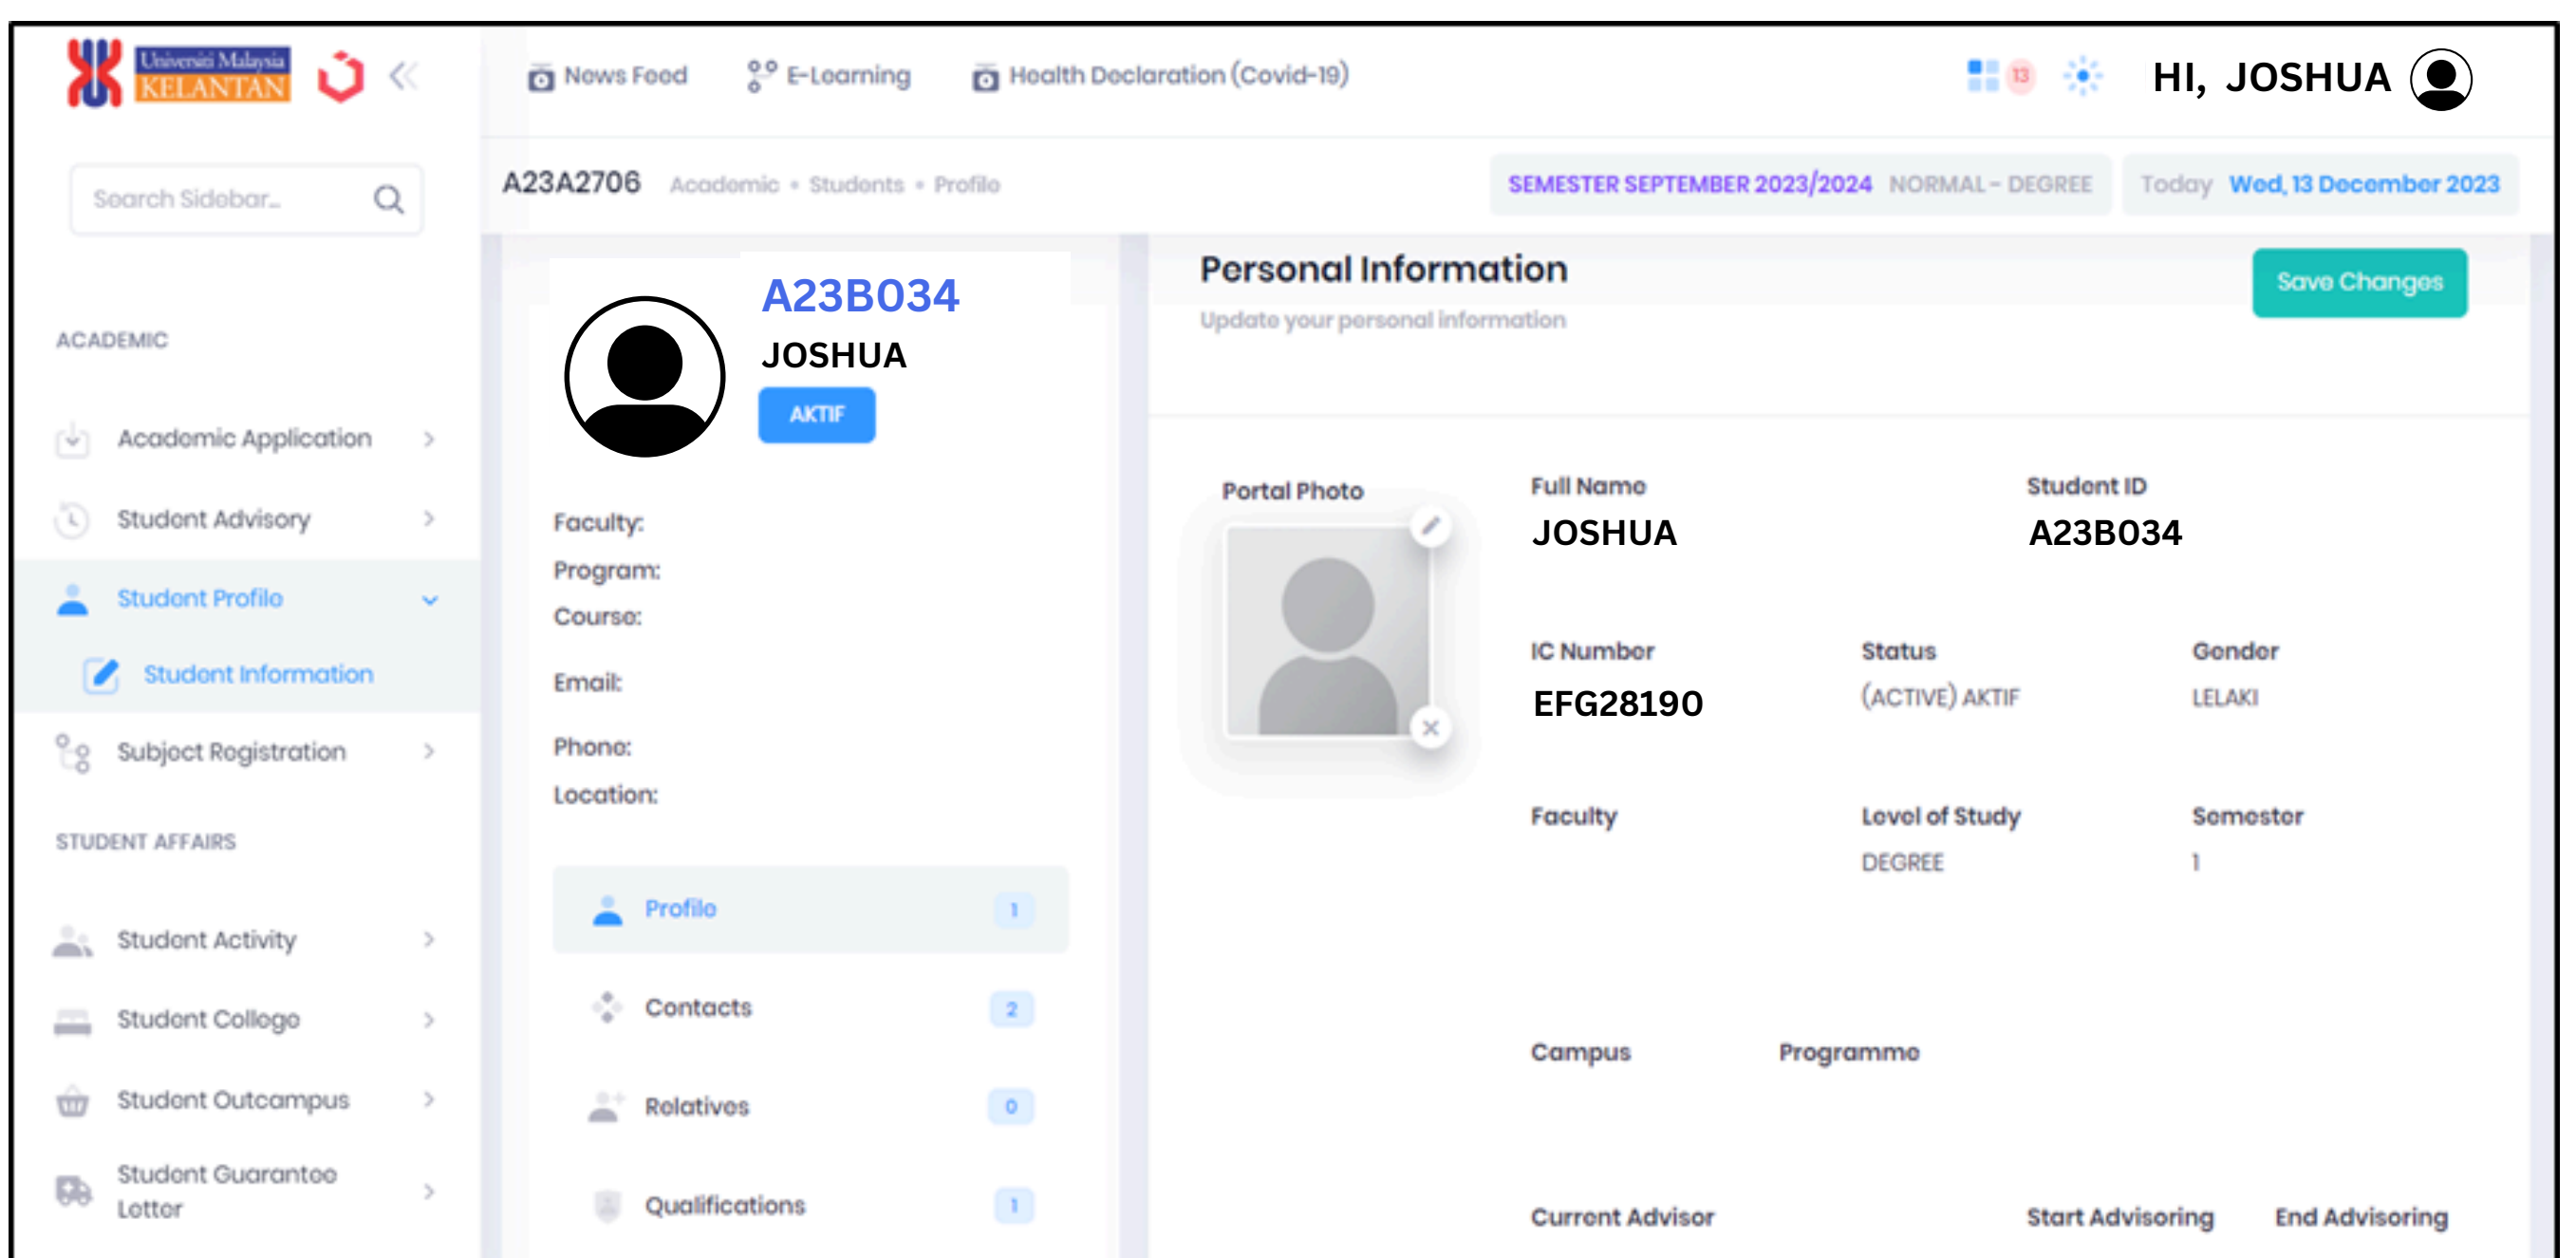 Universiti Malaysia
KELANTAN
News Feed
E-Learning
Health Declaration (Covid-19)
13
HI, JOSHUA
Search Sidebar...
A23A2706
Academic • Students • Profile
SEMESTER SEPTEMBER 2023/2024 NORMAL - DEGREE
Today Wed, 13 December 2023
ACADEMIC
Academic Application
Student Advisory
Student Profile
Student Information
Subject Registration
STUDENT AFFAIRS
Student Activity
Student College
Student Outcampus
Student Guarantee
Letter
A23B034
JOSHUA
AKTIF
Faculty:
Program:
Course:
Email:
Phone:
Location:
Profile 1
Contacts 2
Relatives 0
Qualifications 1
Personal Information
Update your personal information
Save Changes
Portal Photo
Full Name
JOSHUA
Student ID
A23B034
IC Number
EFG28190
Status
(ACTIVE) AKTIF
Gender
LELAKI
Faculty
Level of Study
DEGREE
Semester
1
Campus
Programme
Current Advisor
Start Advisoring
End Advisoring